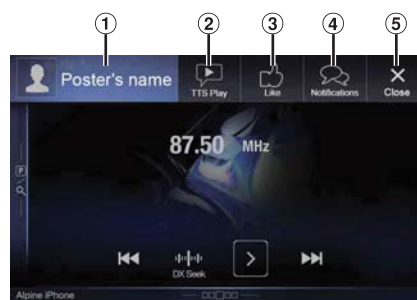 1 2 3 4 5
Poster's name
TTS Play
Like
Notifications
Close
87.50 MHz
P
DX Seek
Alpine iPhone